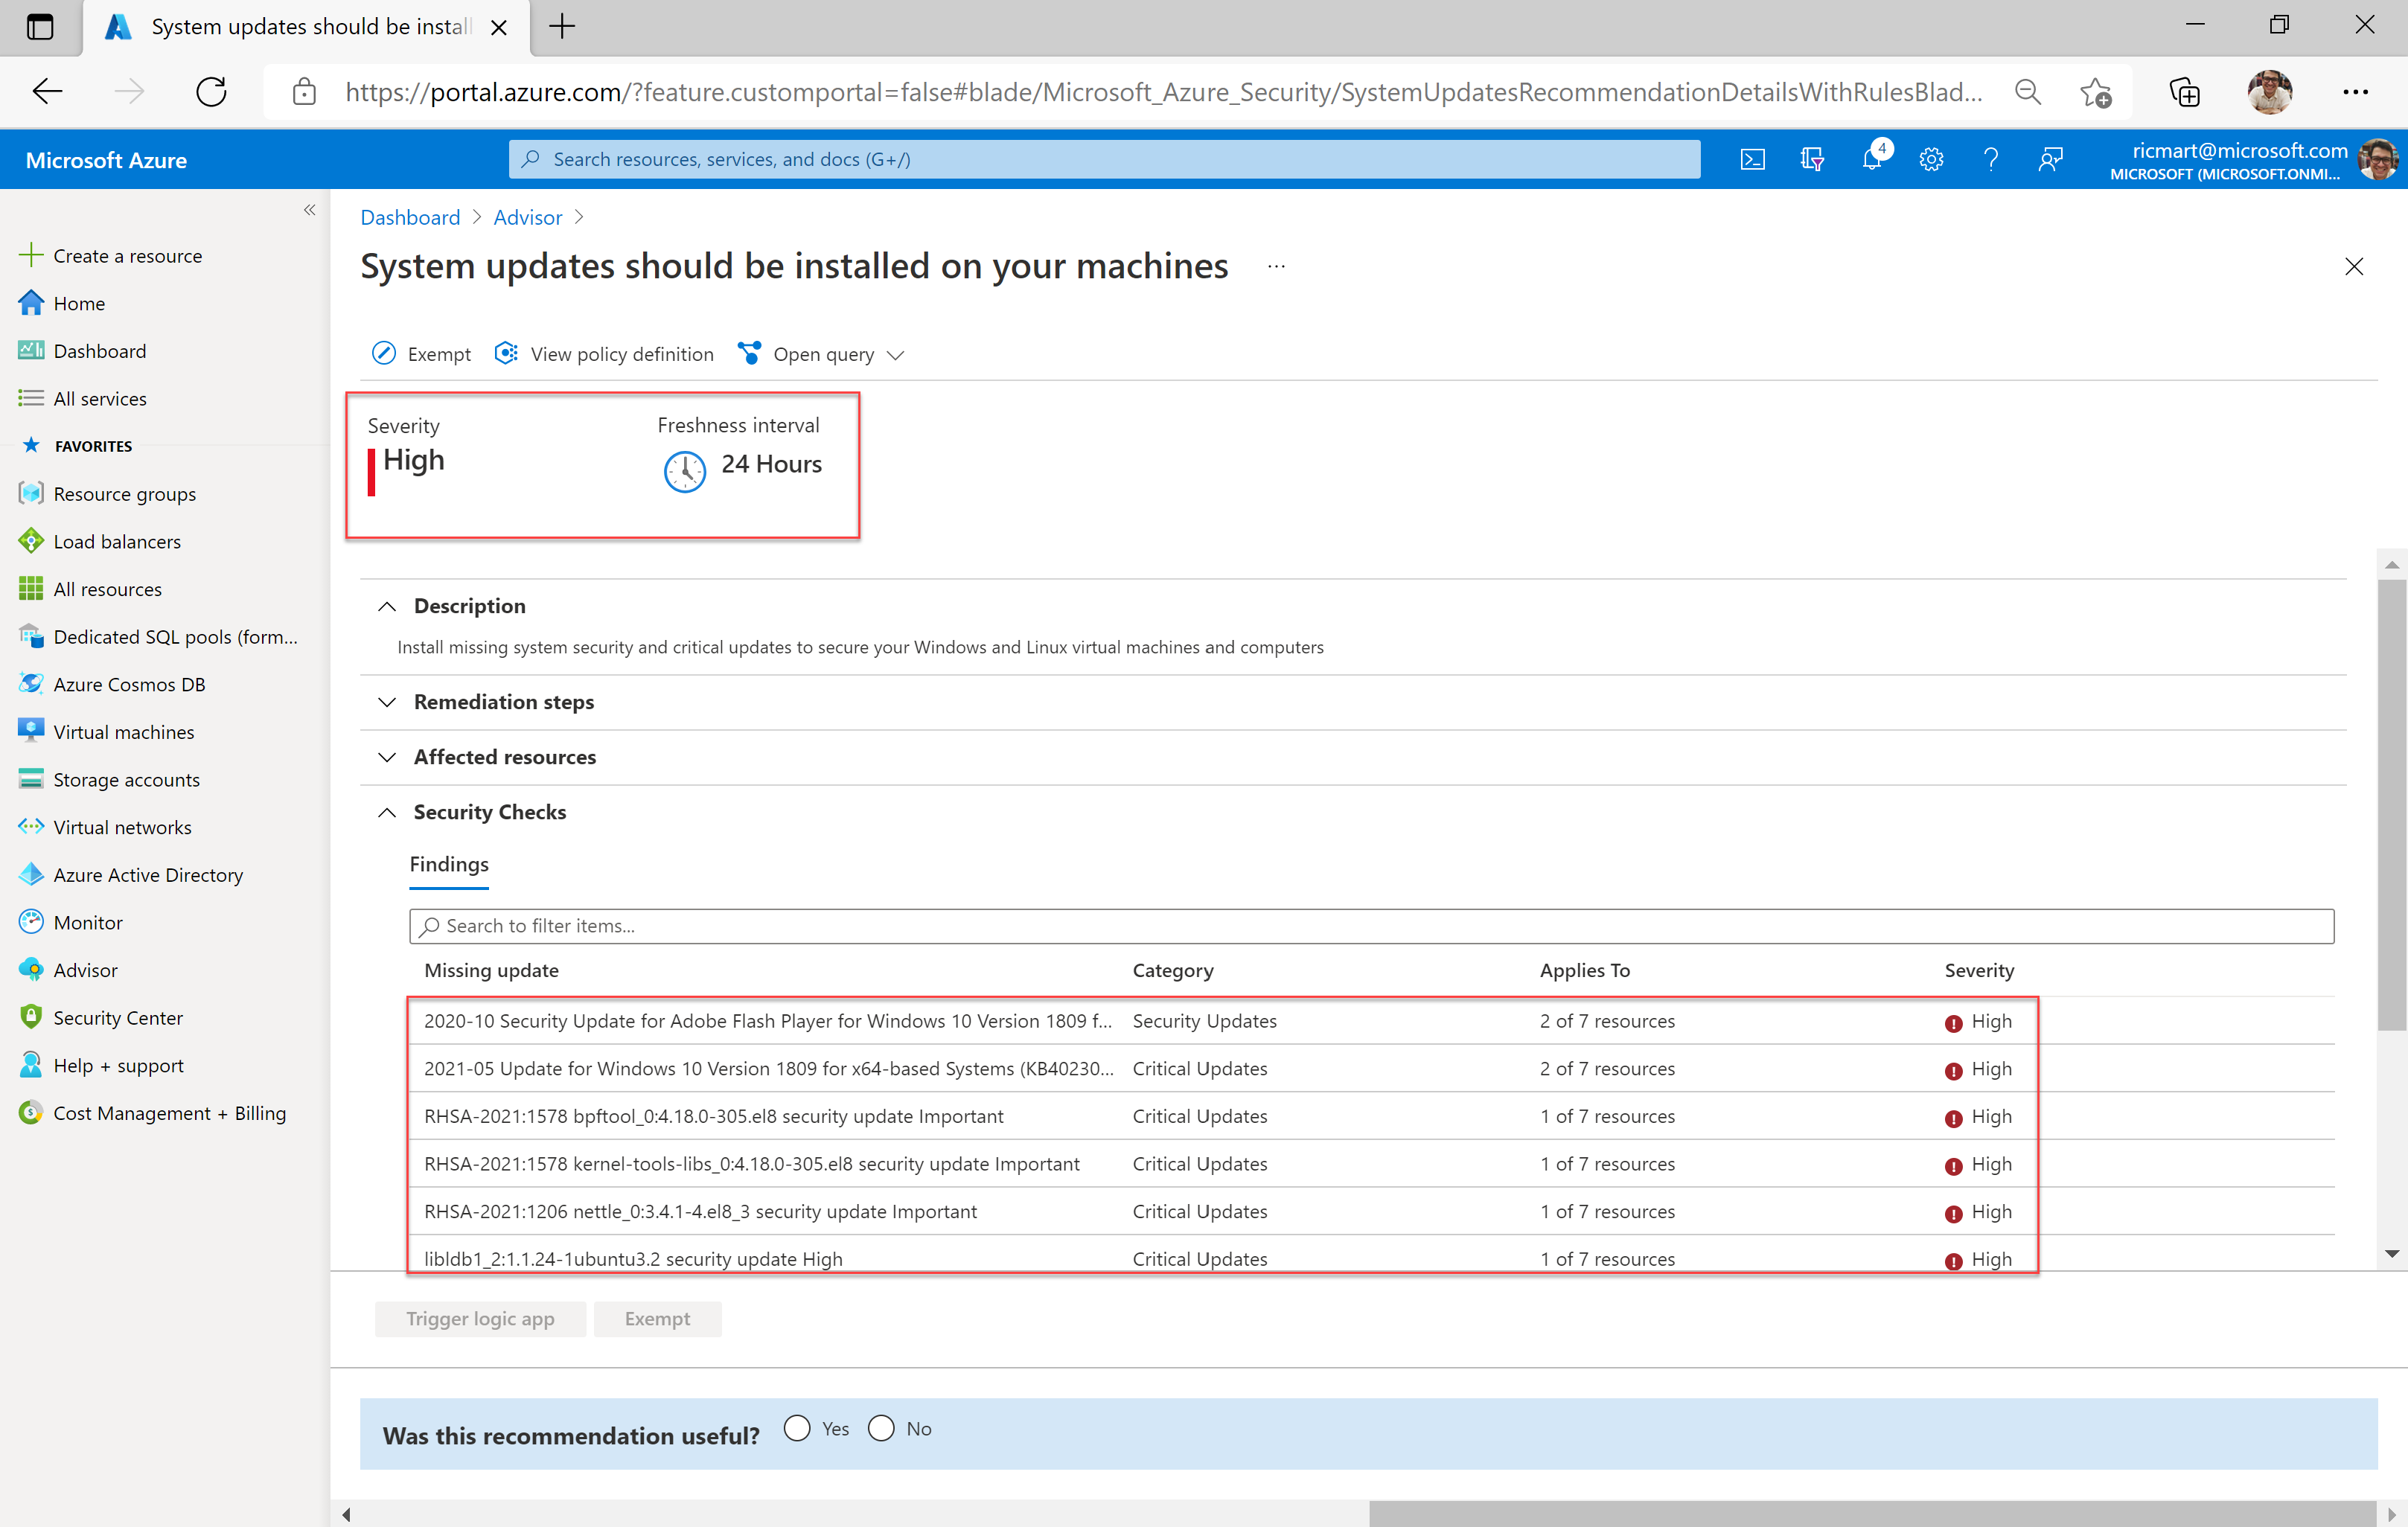 System updates should be install
https://portal.azure.com/?feature.customportal=false#blade/Microsoft_Azure_Security/SystemUpdatesRecommendationDetailsWithRulesBlad...
Microsoft Azure
Search resources, services, and docs (G+/)
4
ricmart@microsoft.com
MICROSOFT (MICROSOFT.ONMI...
Create a resource
Home
Dashboard
All services
FAVORITES
Resource groups
Load balancers
All resources
Dedicated SQL pools (form...
Azure Cosmos DB
Virtual machines
Storage accounts
Virtual networks
Azure Active Directory
Monitor
Advisor
Security Center
Help + support
Cost Management + Billing
Dashboard > Advisor >
System updates should be installed on your machines ...
Exempt View policy definition Open query
Severity Freshness interval
High 24 Hours
Description
Install missing system security and critical updates to secure your Windows and Linux virtual machines and computers
Remediation steps
Affected resources
Security Checks
Findings
Search to filter items...
Missing update Category Applies To Severity
2020-10 Security Update for Adobe Flash Player for Windows 10 Version 1809 f... Security Updates 2 of 7 resources High
2021-05 Update for Windows 10 Version 1809 for x64-based Systems (KB40230... Critical Updates 2 of 7 resources High
RHSA-2021:1578 bpftool_0:4.18.0-305.el8 security update Important Critical Updates 1 of 7 resources High
RHSA-2021:1578 kernel-tools-libs_0:4.18.0-305.el8 security update Important Critical Updates 1 of 7 resources High
RHSA-2021:1206 nettle_0:3.4.1-4.el8_3 security update Important Critical Updates 1 of 7 resources High
libldb1_2:1.1.24-1ubuntu3.2 security update High Critical Updates 1 of 7 resources High
Trigger logic app Exempt
Was this recommendation useful? Yes No